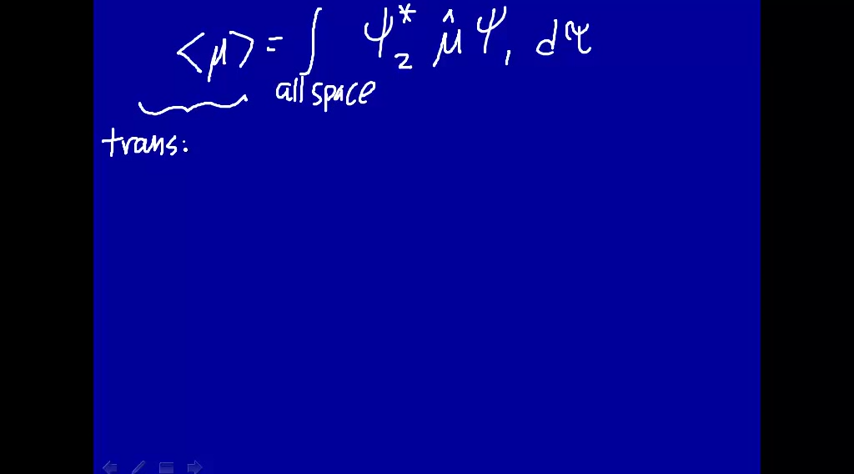 <μ> = ∫ ψ₂* μ̂ ψ₁ dτ
all space
trans: